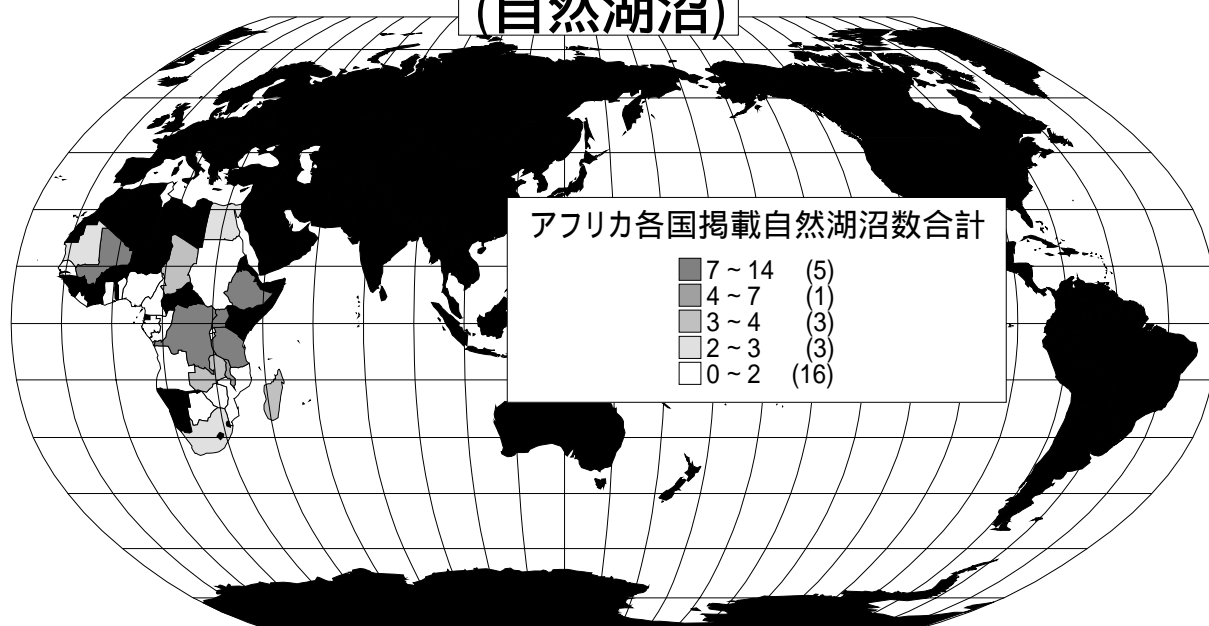 (自然湖沼)
アフリカ各国掲載自然湖沼数合計
7 ~ 14 (5)
4 ~ 7 (1)
3 ~ 4 (3)
2 ~ 3 (3)
0 ~ 2 (16)